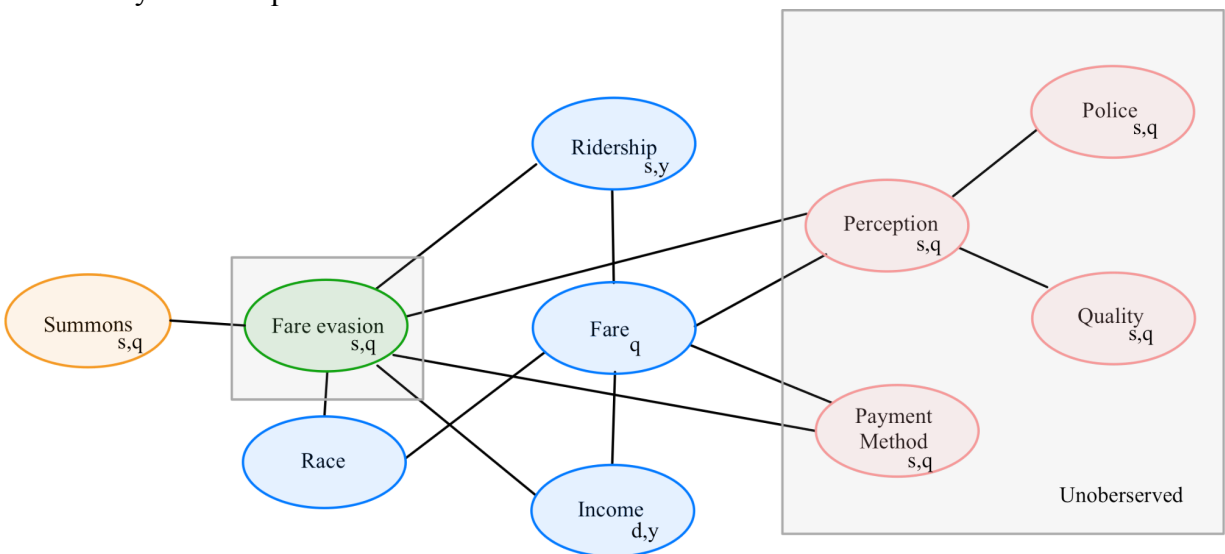 Police
s,q
Ridership
s,y
Perception
s,q
Summons
s,q
Fare evasion
s,q
Fare
q
Quality
s,q
Payment
Method
s,q
Race
Income
d,y
Unoberserved